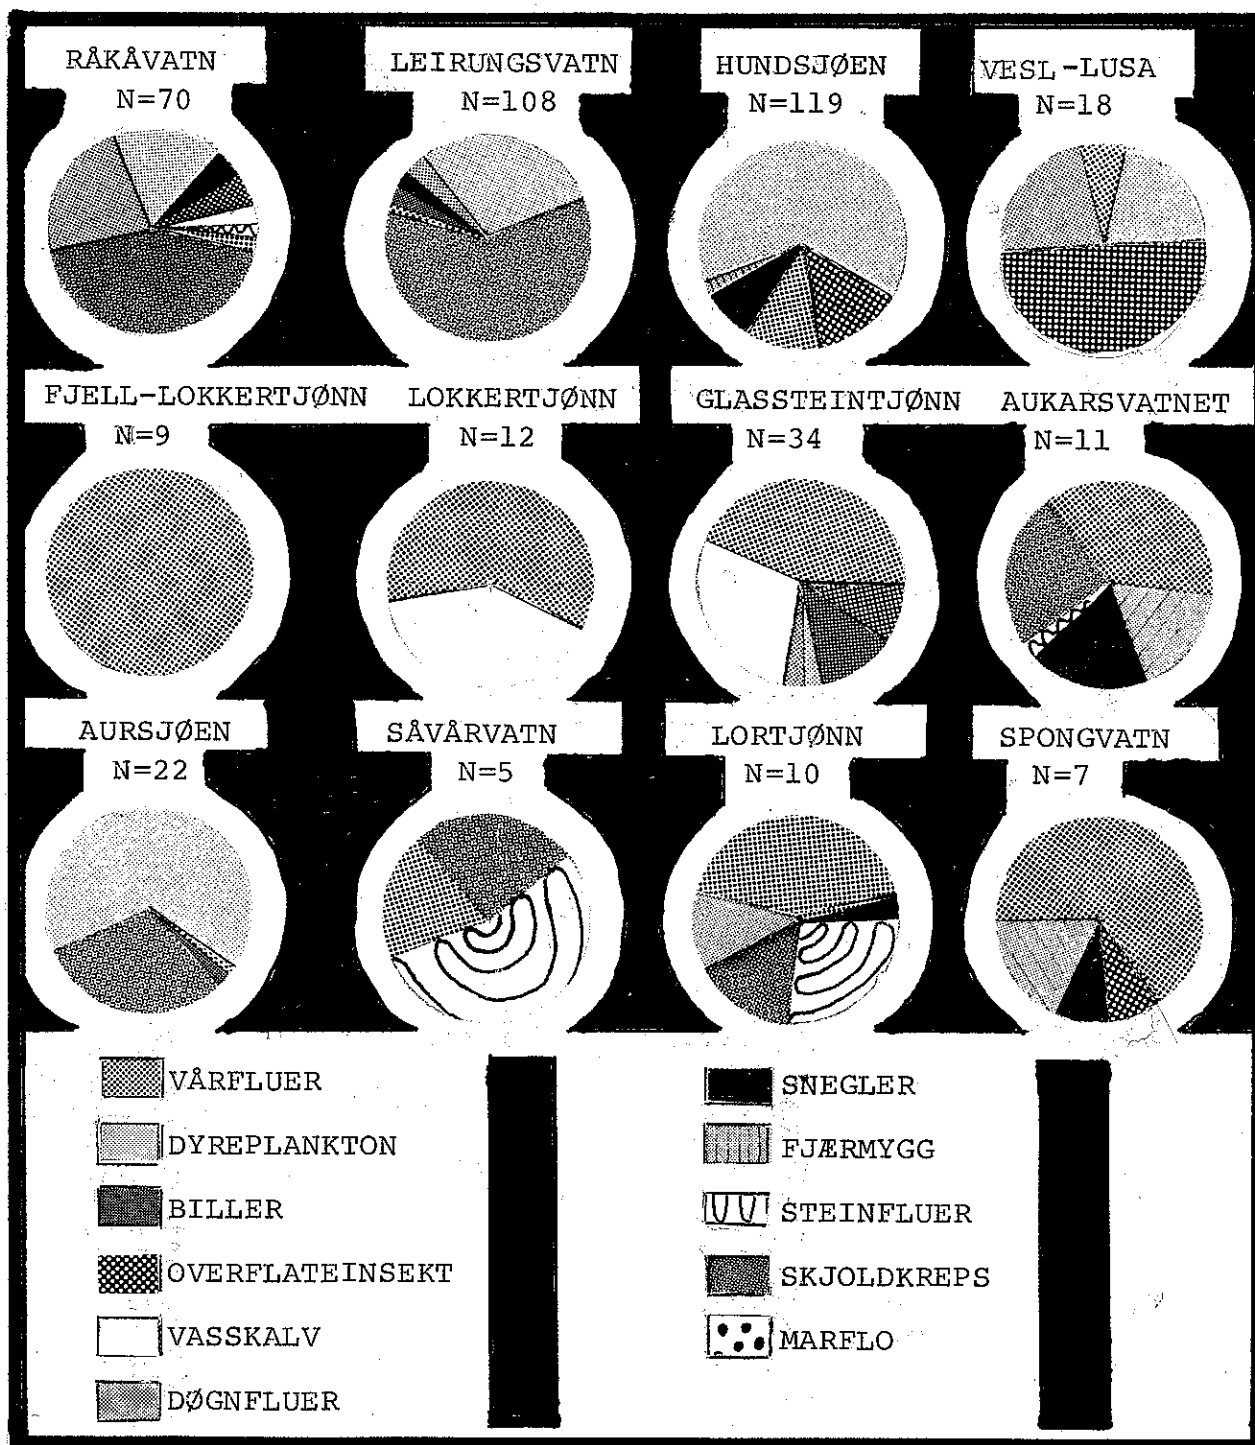 RÅKÅVATN LEIRUNGSVATN HUNDSJØEN VESL-LUSA
N=70 N=108 N=119 N=18
FJELL-LOKKERTJØNN LOKKERTJØNN GLASSTEINTJØNN AUKARSVATNET
N=9 N=12 N=34 N=11
AURSJØEN SÅVÅRVATN LORTJØNN SPONGVATN
N=22 N=5 N=10 N=7
VÅRFLUER
DYREPLANKTON
BILLER
OVERFLATEINSEKT
VASSKALV
DØGNFLUER
SNEGLER
FJÆRMYGG
STEINFLUER
SKJOLDKREPS
MARFLO